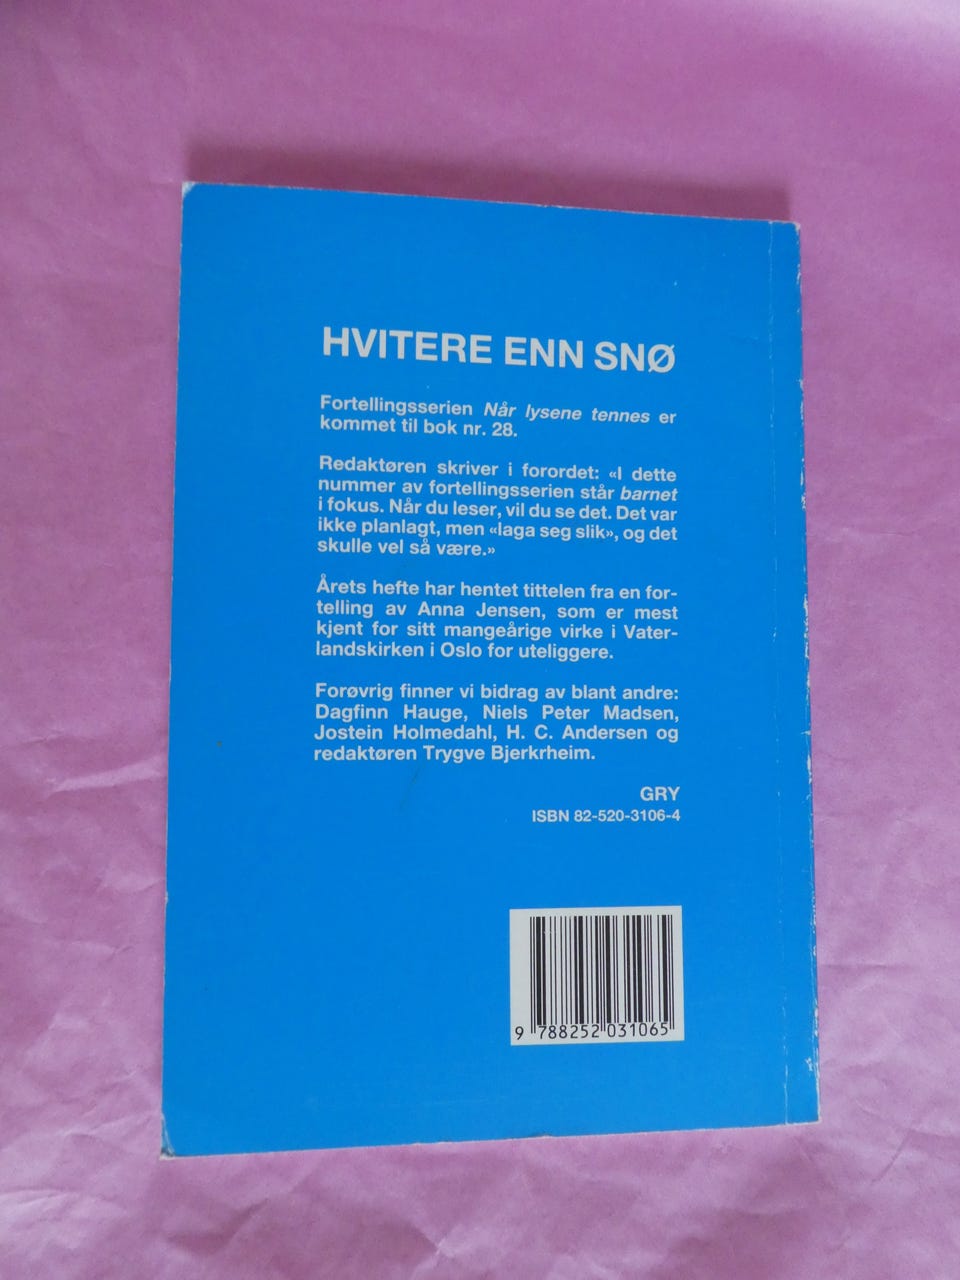 HVITERE ENN SNØ
Fortellingsserien Når lysene tennes er
kommet til bok nr. 28.
Redaktøren skriver i forordet: «I dette
nummer av fortellingsserien står barnet
i fokus. Når du leser, vil du se det. Det var
ikke planlagt, men «laga seg slik», og det
skulle vel så være.»
Årets hefte har hentet tittelen fra en for-
telling av Anna Jensen, som er mest
kjent for sitt mangeårige virke i Vater-
landskirken i Oslo for uteliggere.
Forøvrig finner vi bidrag av blant andre:
Dagfinn Hauge, Niels Peter Madsen,
Jostein Holmedahl, H. C. Andersen og
redaktøren Trygve Bjerkrheim.
GRY
ISBN 82-520-3106-4
9 788252 031065